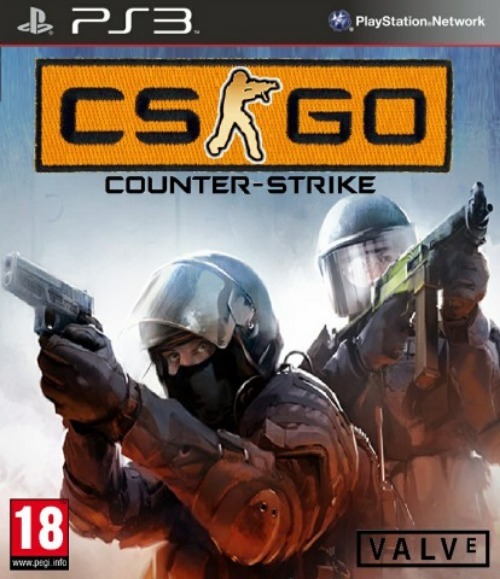 PS3
PlayStation®Network
CS GO
COUNTER-STRIKE
18
www.pegi.info
VALVE